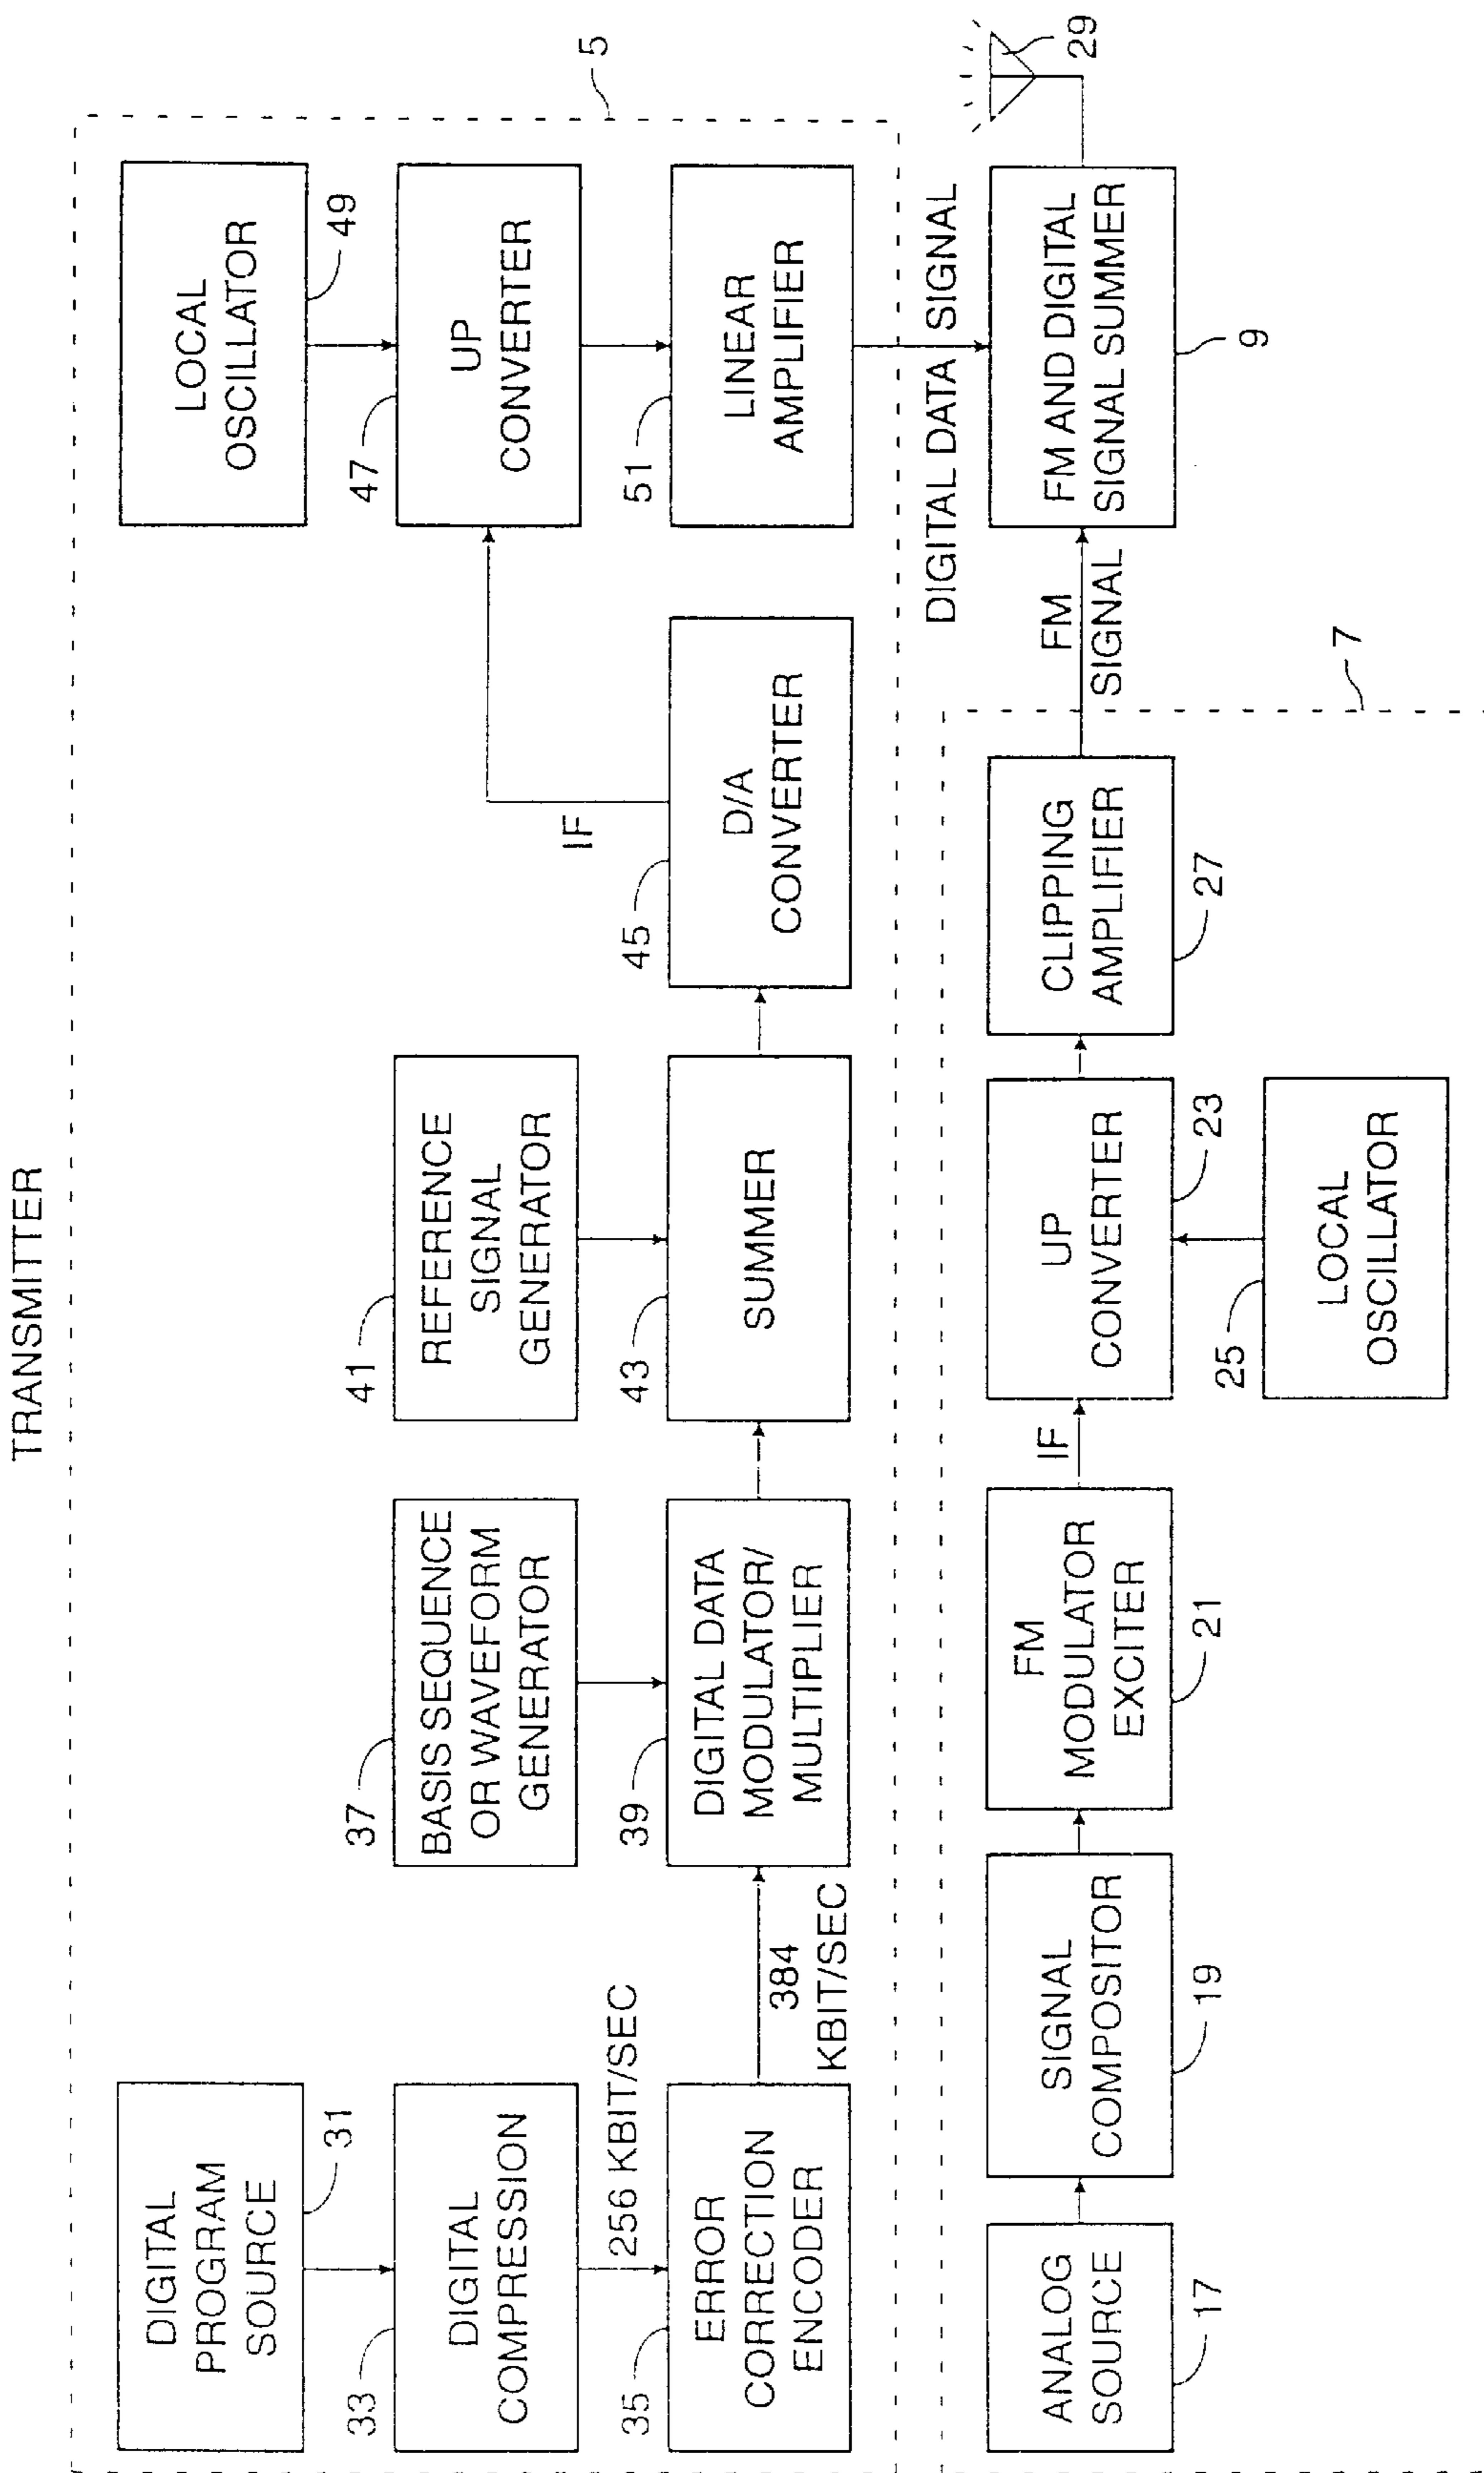 TRANSMITTER
5
DIGITAL
PROGRAM
SOURCE
31
33
DIGITAL
COMPRESSION
256 KBIT/SEC
35
ERROR
CORRECTION
ENCODER
384
KBIT/SEC
37
BASIS SEQUENCE
OR WAVEFORM
GENERATOR
39
DIGITAL DATA
MODULATOR/
MULTIPLIER
41
REFERENCE
SIGNAL
GENERATOR
43
SUMMER
45
D/A
CONVERTER
IF
LOCAL
OSCILLATOR
49
47
UP
CONVERTER
51
LINEAR
AMPLIFIER
DIGITAL DATA SIGNAL
ANALOG
SOURCE
17
SIGNAL
COMPOSITOR
19
FM
MODULATOR
EXCITER
21
IF
UP
CONVERTER
23
25
LOCAL
OSCILLATOR
CLIPPING
AMPLIFIER
27
7
FM
SIGNAL
FM AND DIGITAL
SIGNAL SUMMER
9
29